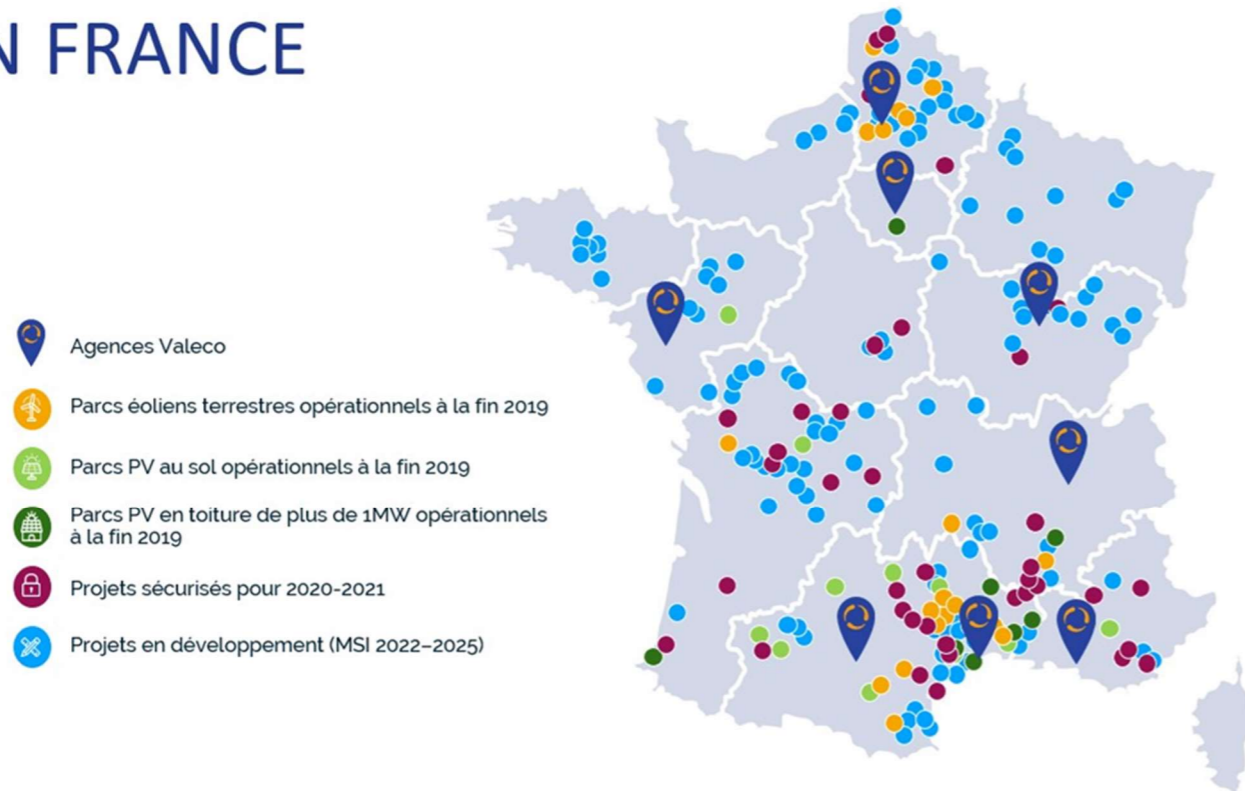 N FRANCE
Agences Valeco
Parcs éoliens terrestres opérationnels à la fin 2019
Parcs PV au sol opérationnels à la fin 2019
Parcs PV en toiture de plus de 1MW opérationnels
à la fin 2019
Projets sécurisés pour 2020-2021
Projets en développement (MSI 2022–2025)